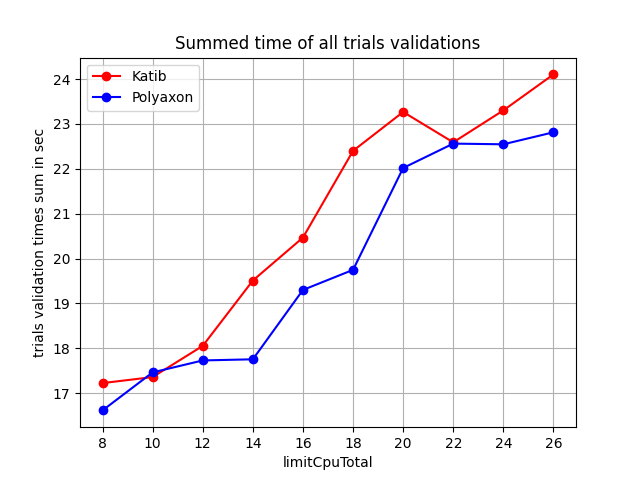 Summed time of all trials validations
Katib
Polyaxon
trials validation times sum in sec
24
23
22
21
20
19
18
17
8 10 12 14 16 18 20 22 24 26
limitCpuTotal